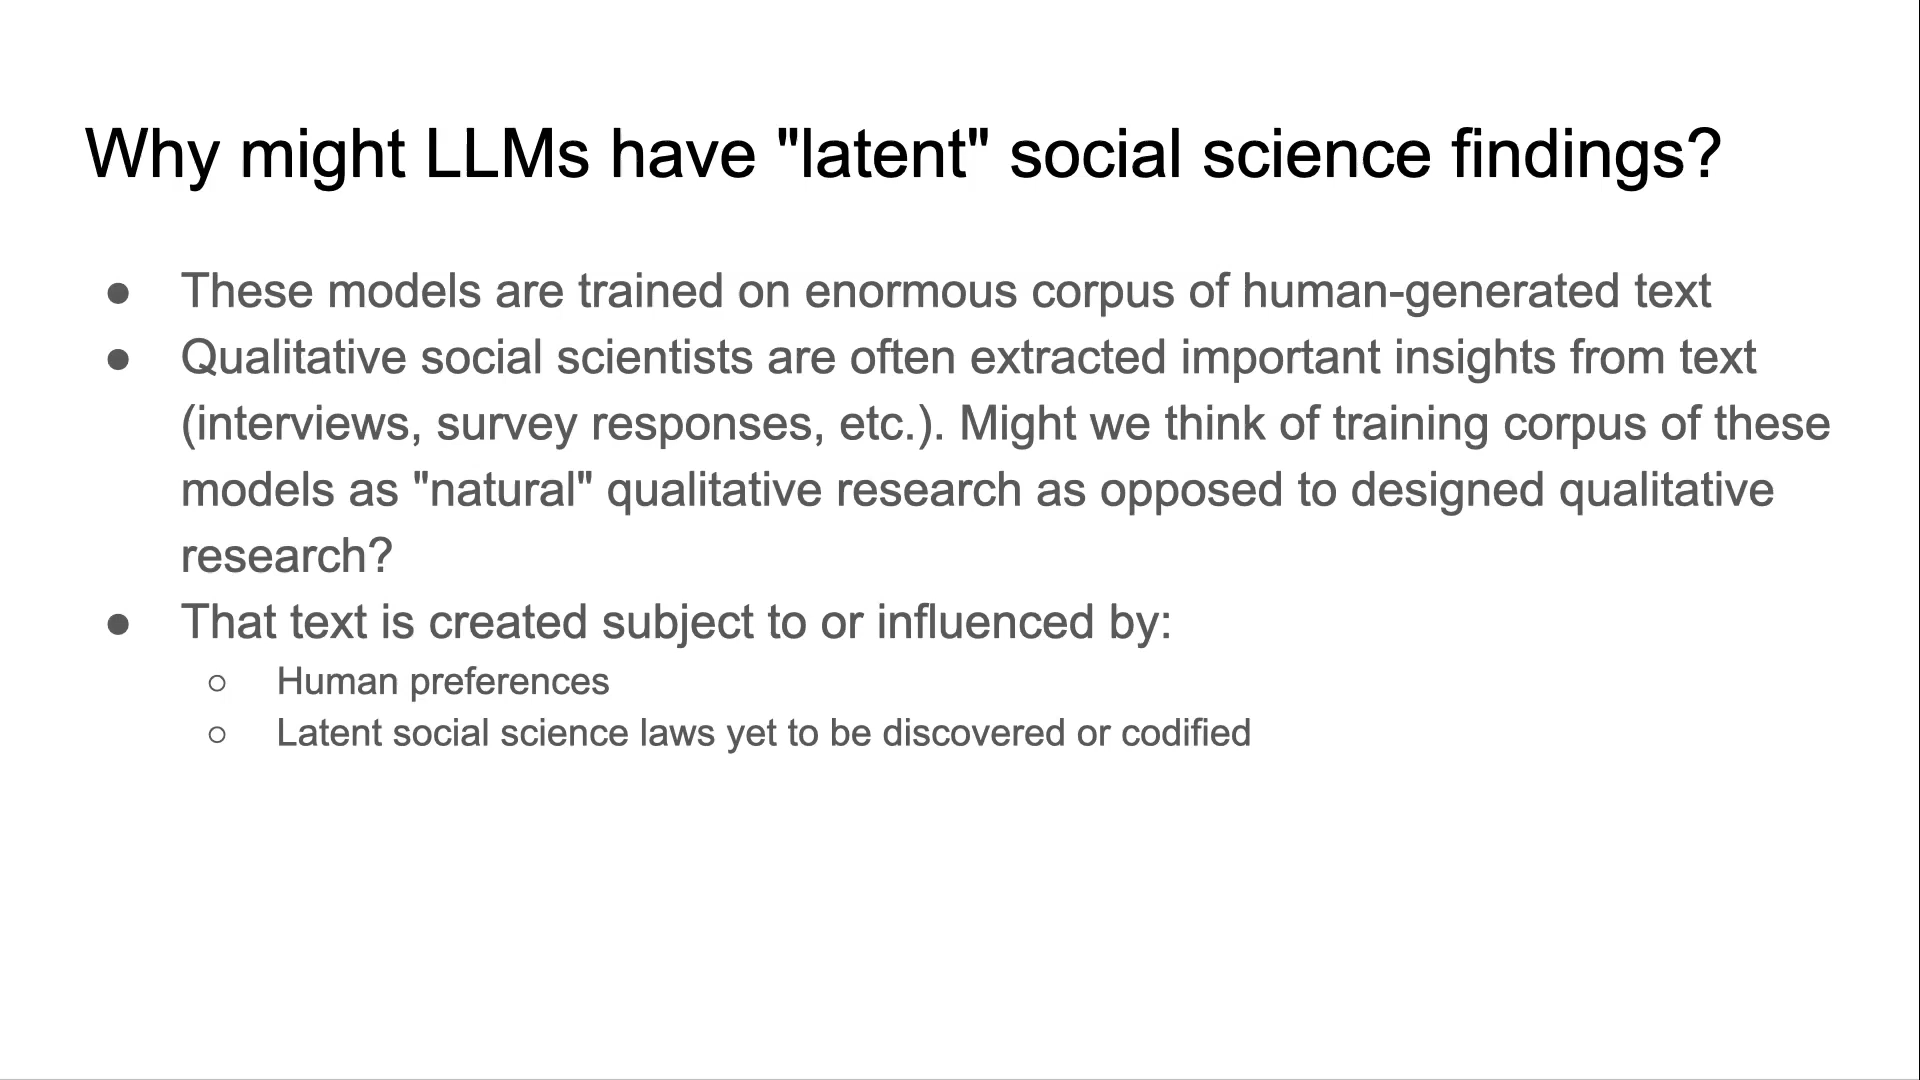 Why might LLMs have "latent" social science findings?
● These models are trained on enormous corpus of human-generated text
● Qualitative social scientists are often extracted important insights from text
(interviews, survey responses, etc.). Might we think of training corpus of these
models as "natural" qualitative research as opposed to designed qualitative
research?
● That text is created subject to or influenced by:
○ Human preferences
○ Latent social science laws yet to be discovered or codified